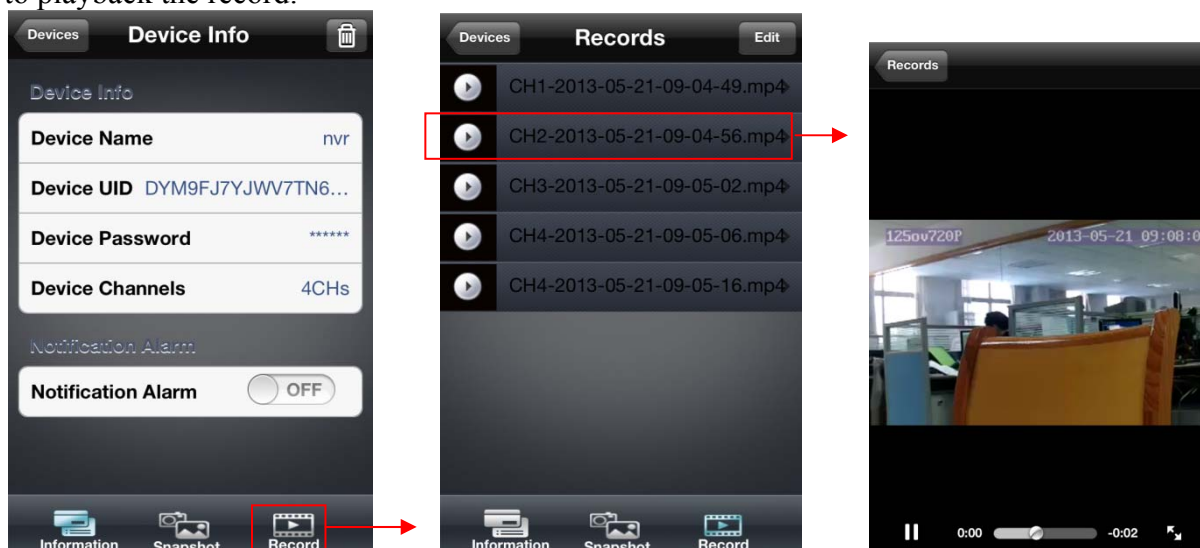 to playback the record.
Devices
Device Info
Device Info
Device Name nvr
Device UID DYM9FJ7YJWV7TN6...
Device Password ******
Device Channels 4CHs
Notification Alarm
Notification Alarm OFF
Information Snapshot Record
Devices
Records
Edit
CH1-2013-05-21-09-04-49.mp4
CH2-2013-05-21-09-04-56.mp4
CH3-2013-05-21-09-05-02.mp4
CH4-2013-05-21-09-05-06.mp4
CH4-2013-05-21-09-05-16.mp4
Information Snapshot Record
Records
125ov720P 2013-05-21 09:08:0
0:00 -0:02